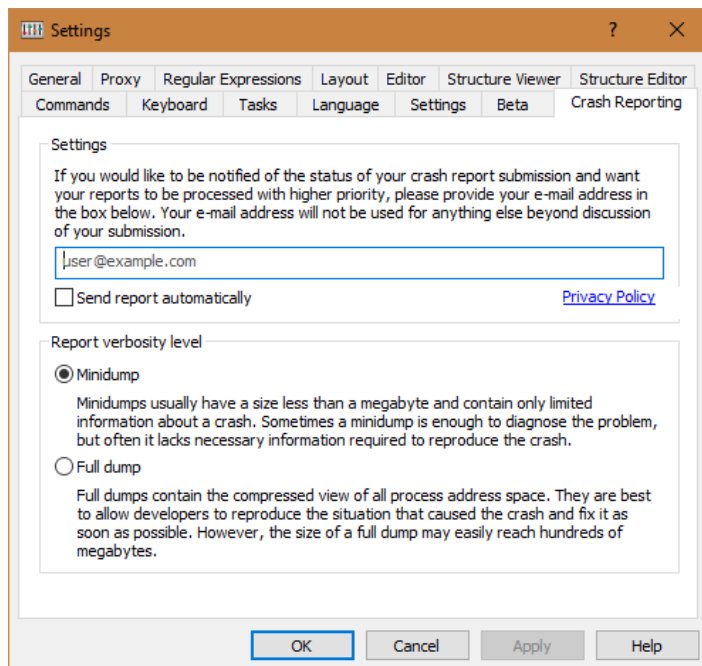 Settings
?
General Proxy Regular Expressions Layout Editor Structure Viewer Structure Editor
Commands Keyboard Tasks Language Settings Beta Crash Reporting
Settings
If you would like to be notified of the status of your crash report submission and want
your reports to be processed with higher priority, please provide your e-mail address in
the box below. Your e-mail address will not be used for anything else beyond discussion
of your submission.
user@example.com
Send report automatically
Privacy Policy
Report verbosity level
Minidump
Minidumps usually have a size less than a megabyte and contain only limited
information about a crash. Sometimes a minidump is enough to diagnose the problem,
but often it lacks necessary information required to reproduce the crash.
Full dump
Full dumps contain the compressed view of all process address space. They are best
to allow developers to reproduce the situation that caused the crash and fix it as
soon as possible. However, the size of a full dump may easily reach hundreds of
megabytes.
OK Cancel Apply Help